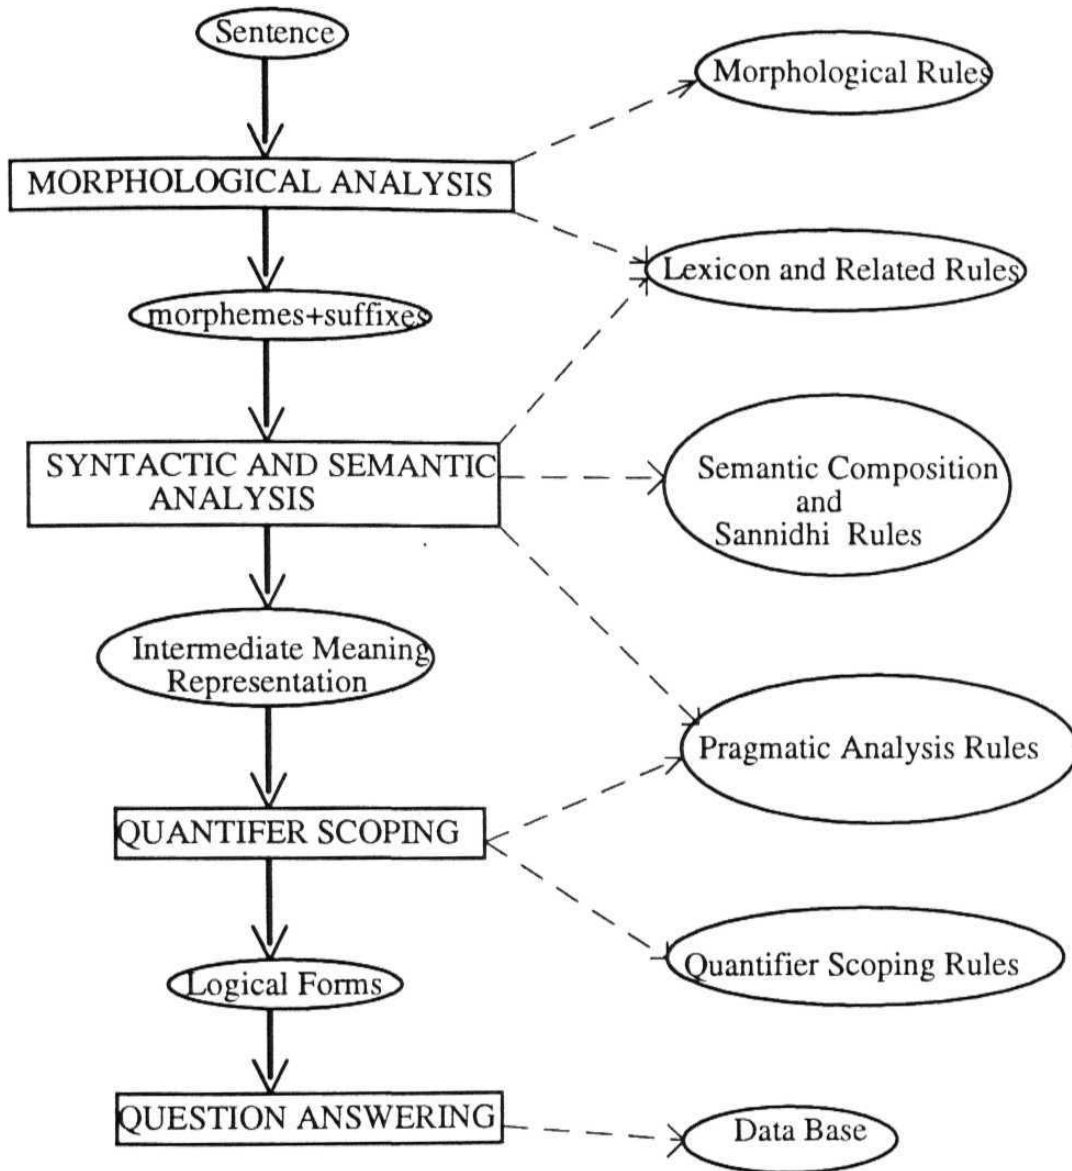 Sentence
Morphological Rules
MORPHOLOGICAL ANALYSIS
Lexicon and Related Rules
morphemes+suffixes
SYNTACTIC AND SEMANTIC
ANALYSIS
Semantic Composition
and
Sannidhi Rules
Intermediate Meaning
Representation
Pragmatic Analysis Rules
QUANTIFER SCOPING
Quantifier Scoping Rules
Logical Forms
QUESTION ANSWERING
Data Base